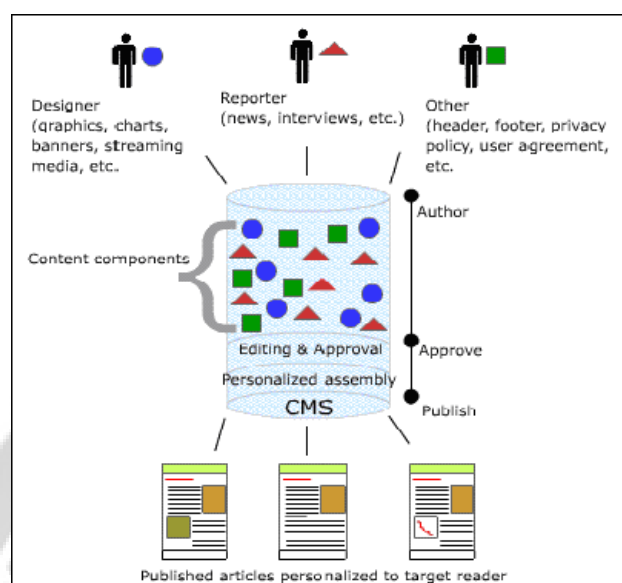 Designer
(graphics, charts,
banners, streaming
media, etc.
Reporter
(news, interviews, etc.)
Other
(header, footer, privacy
policy, user agreement,
etc.
Author
Content components
Editing & Approval
Approve
Personalized assembly
CMS
Publish
Published articles personalized to target reader